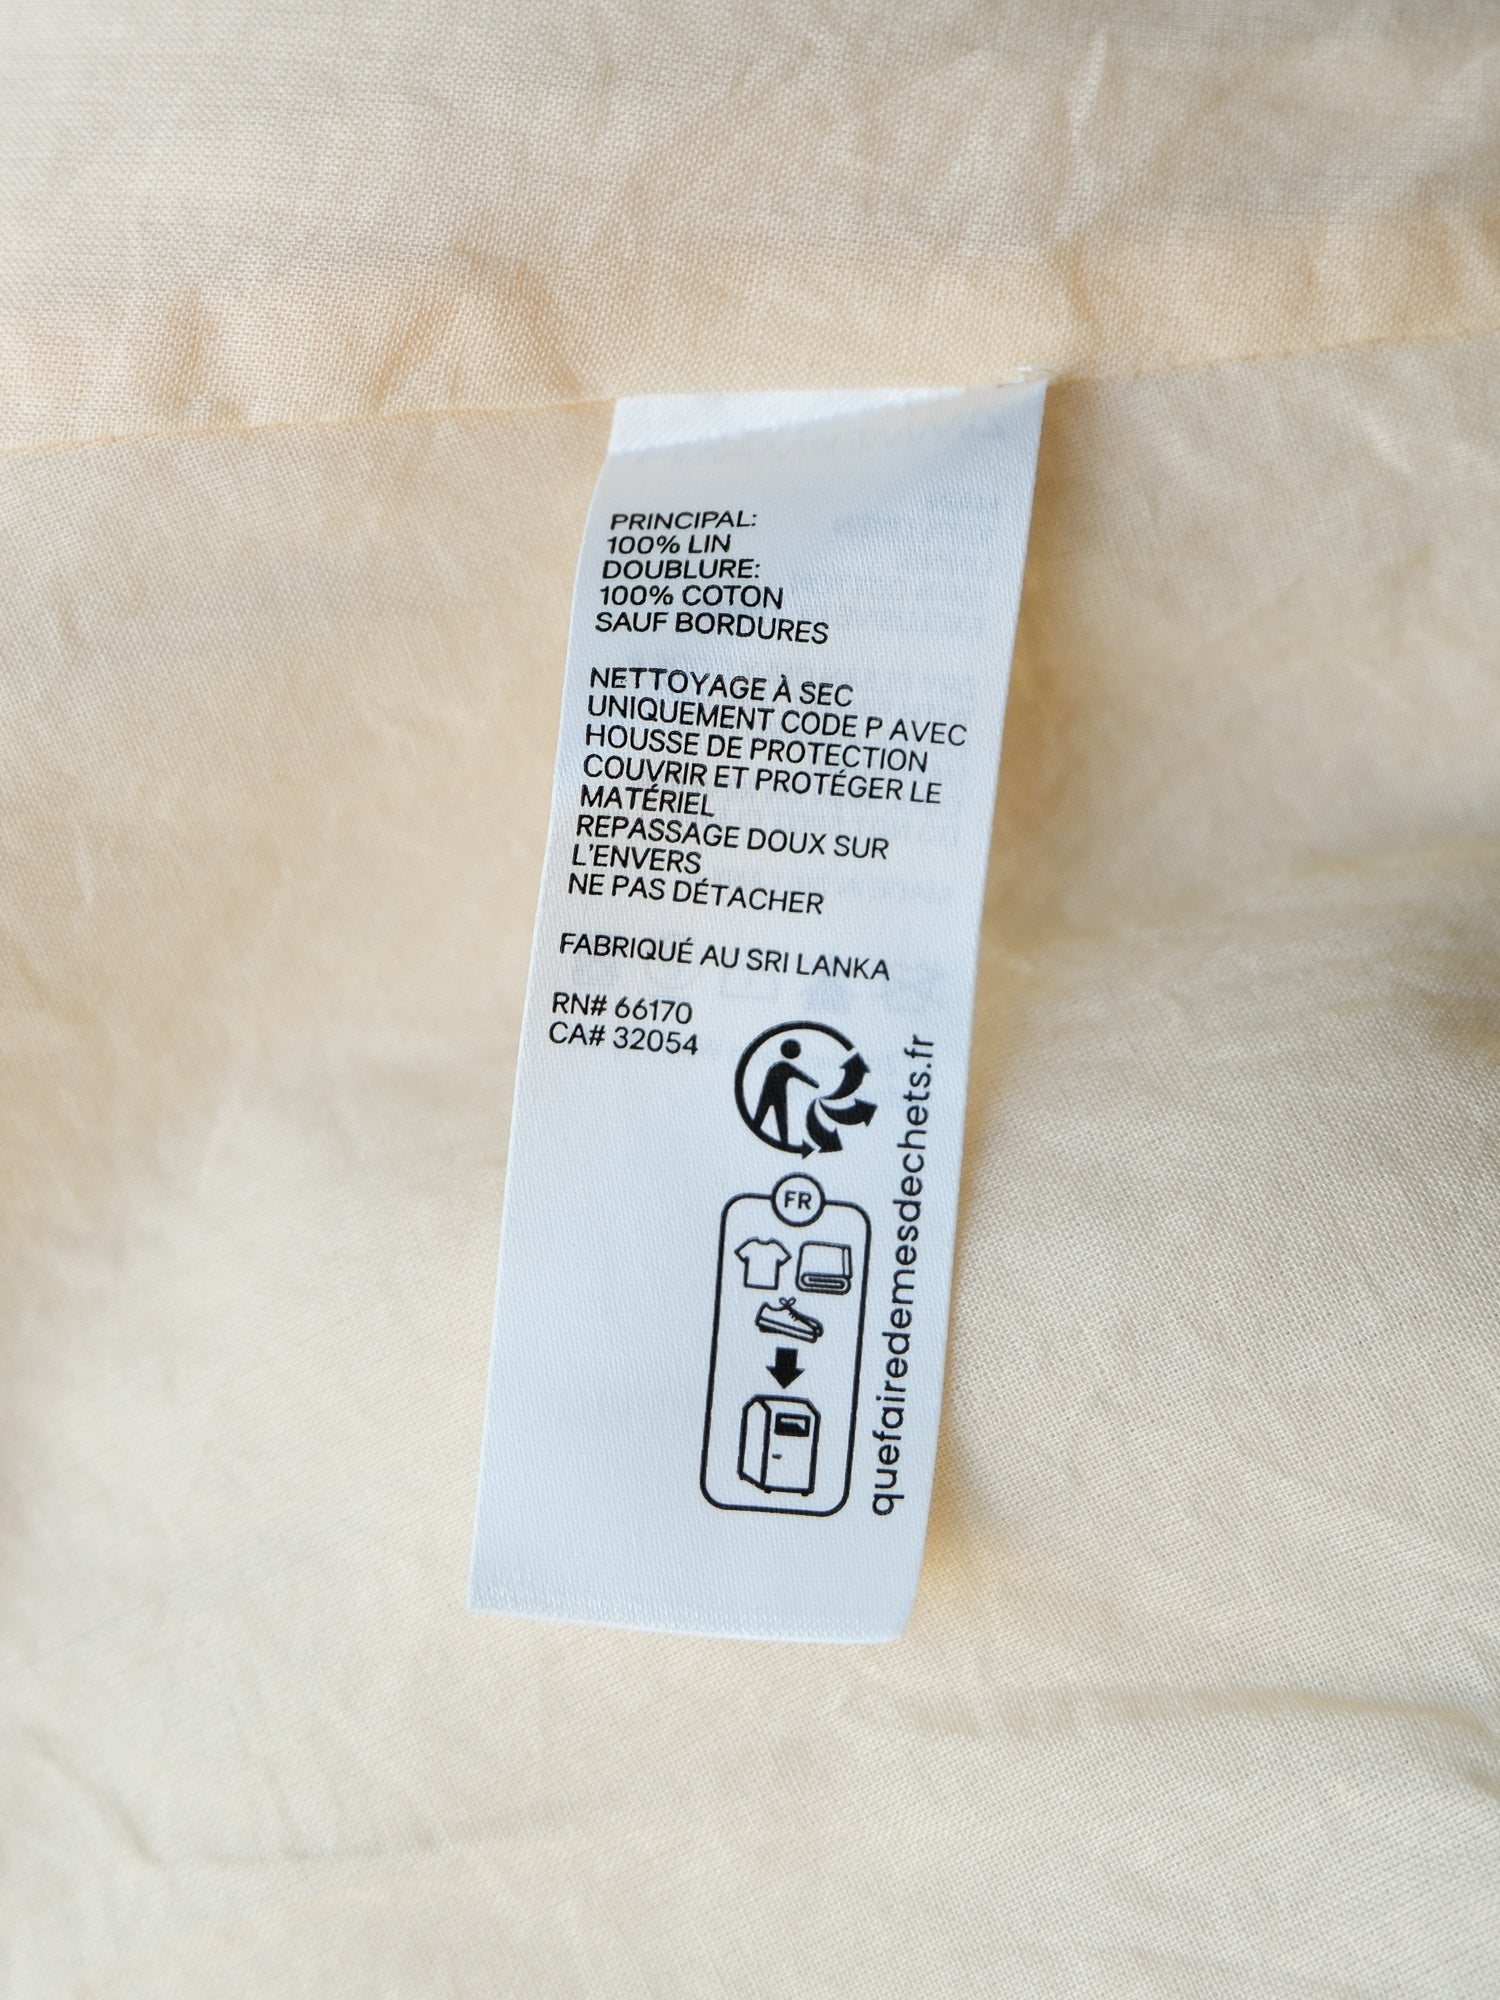 PRINCIPAL:
100% LIN
DOUBLURE:
100% COTON
SAUF BORDURES
NETTOYAGE À SEC
UNIQUEMENT CODE P AVEC
HOUSSE DE PROTECTION
COUVRIR ET PROTÉGER LE
MATÉRIEL
REPASSAGE DOUX SUR
L'ENVERS
NE PAS DÉTACHER
FABRIQUÉ AU SRI LANKA
RN# 66170
CA# 32054
FR
quefairedemesdechets.fr